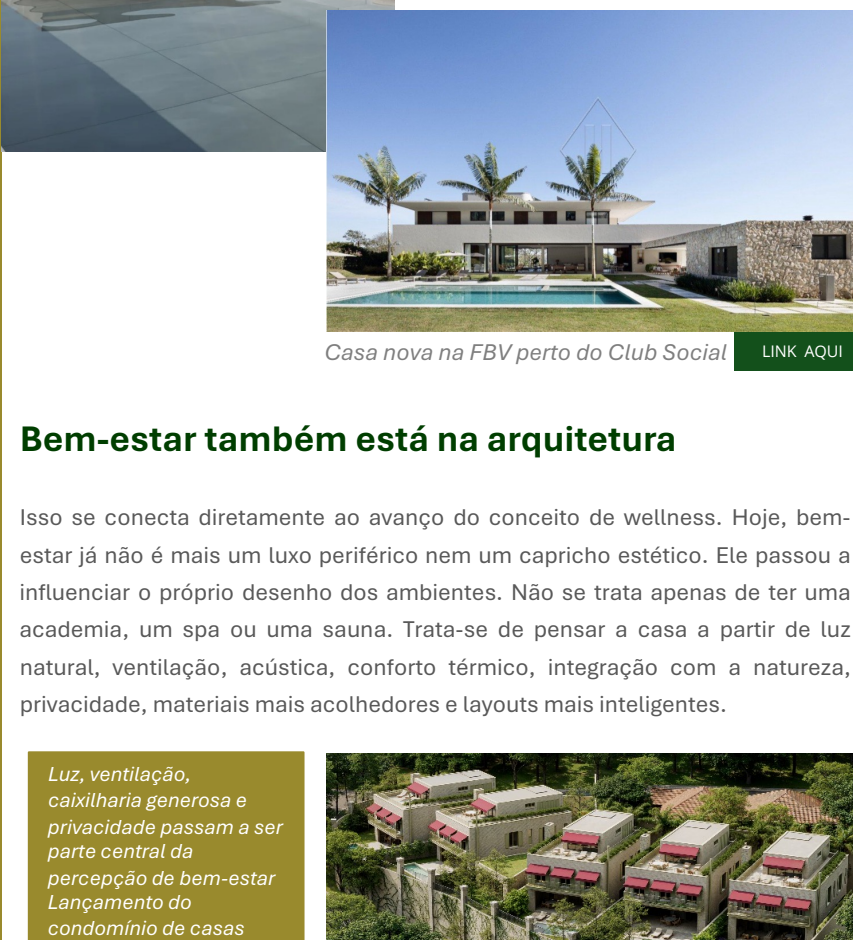 Casa nova na FBV perto do Club Social
LINK AQUI
Bem-estar também está na arquitetura
Isso se conecta diretamente ao avanço do conceito de wellness. Hoje, bem-
estar já não é mais um luxo periférico nem um capricho estético. Ele passou a
influenciar o próprio desenho dos ambientes. Não se trata apenas de ter uma
academia, um spa ou uma sauna. Trata-se de pensar a casa a partir de luz
natural, ventilação, acústica, conforto térmico, integração com a natureza,
privacidade, materiais mais acolhedores e layouts mais inteligentes.
Luz, ventilação,
caixilharia generosa e
privacidade passam a ser
parte central da
percepção de bem-estar
Lançamento do
condomínio de casas